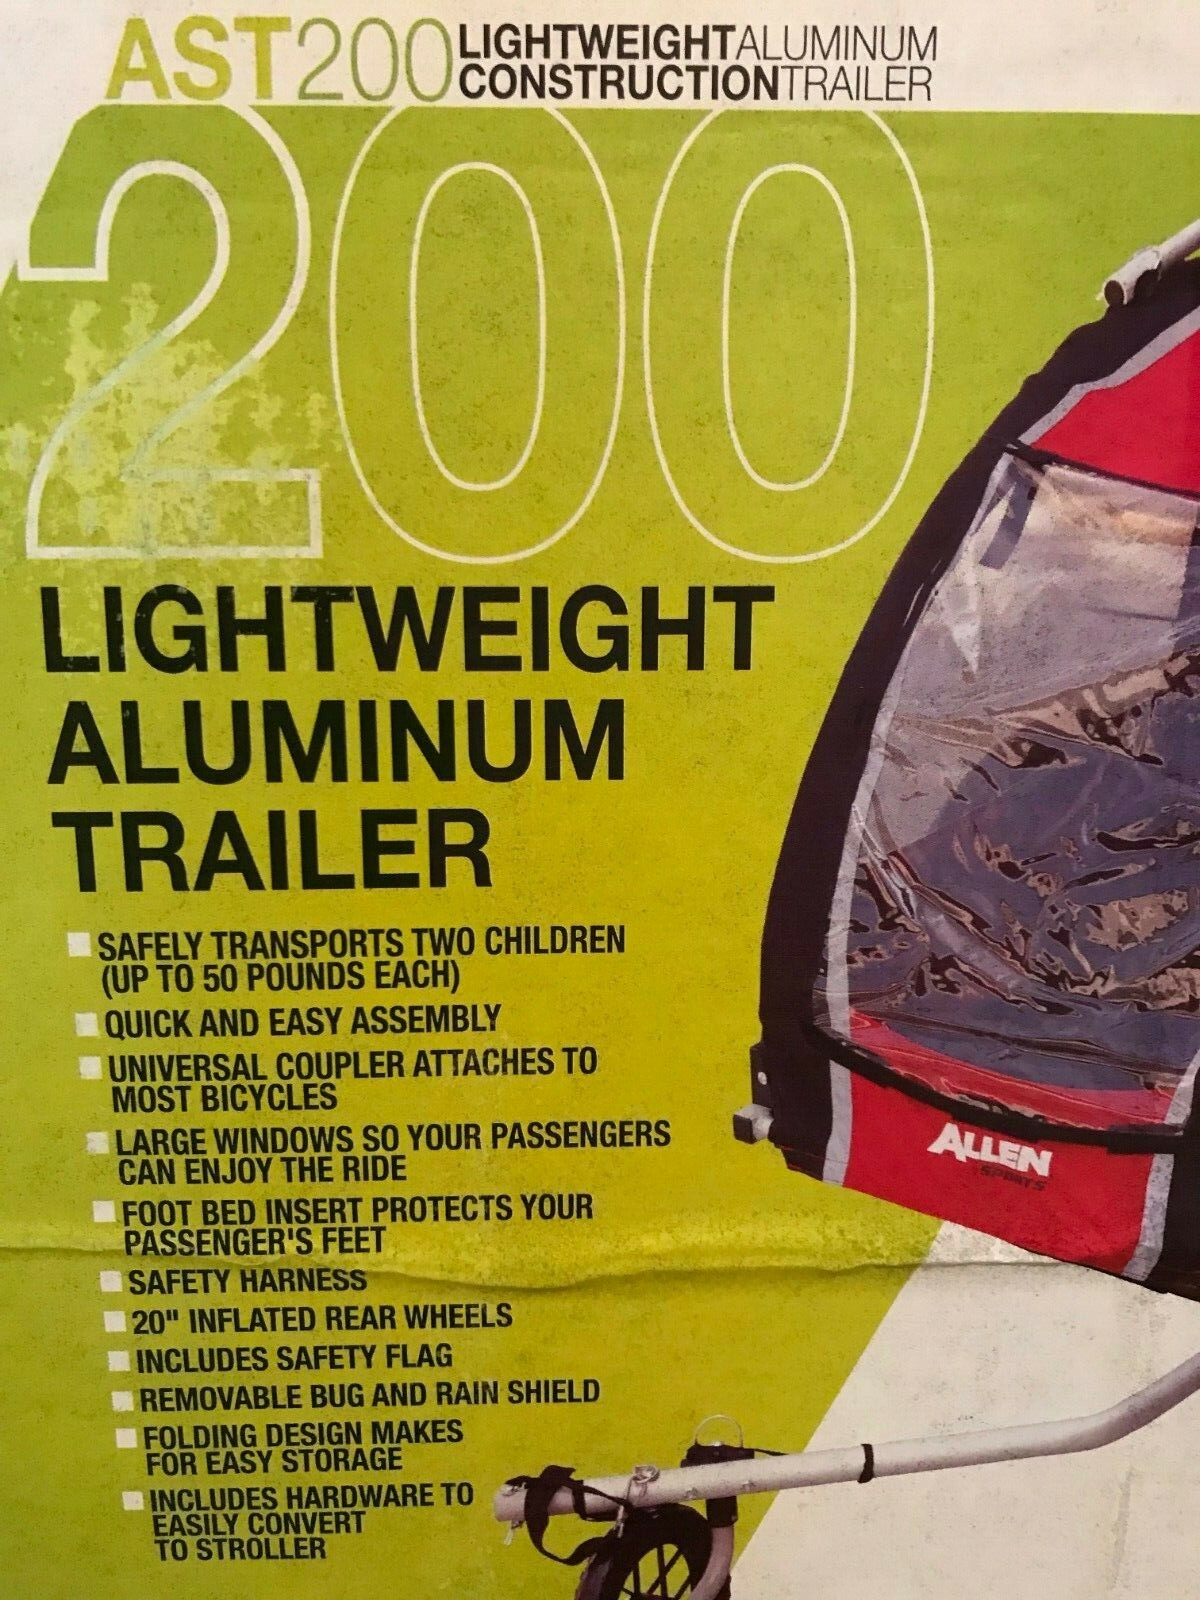 AST200 LIGHTWEIGHTALUMINUM
CONSTRUCTIONTRAILER
200
LIGHTWEIGHT
ALUMINUM
TRAILER
SAFELY TRANSPORTS TWO CHILDREN
(UP TO 50 POUNDS EACH)
QUICK AND EASY ASSEMBLY
UNIVERSAL COUPLER ATTACHES TO
MOST BICYCLES
LARGE WINDOWS SO YOUR PASSENGERS
CAN ENJOY THE RIDE
FOOT BED INSERT PROTECTS YOUR
PASSENGER'S FEET
SAFETY HARNESS
20" INFLATED REAR WHEELS
INCLUDES SAFETY FLAG
REMOVABLE BUG AND RAIN SHIELD
FOLDING DESIGN MAKES
FOR EASY STORAGE
INCLUDES HARDWARE TO
EASILY CONVERT
TO STROLLER
ALLEN
SPORTS